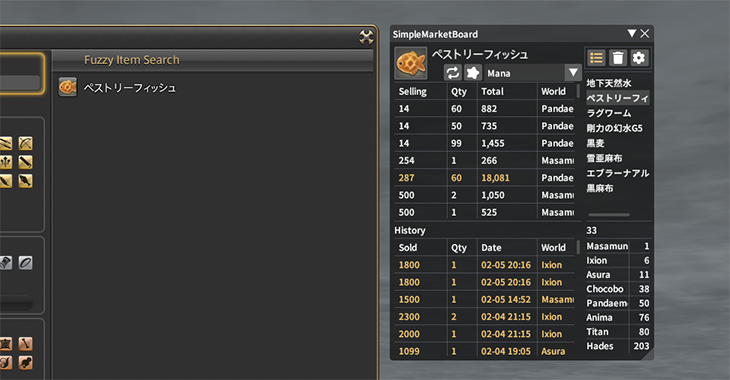 Fuzzy Item Search
ペストリーフィッシュ
SimpleMarketBoard
ペストリーフィッシュ
Mana
Selling Qty Total World
14 60 882 Pandae
14 50 735 Pandae
14 99 1,455 Pandae
254 1 266 Masamu
287 60 18,081 Pandae
500 2 1,050 Masam
500 1 525 Masam
History
Sold Qty Date World
1800 1 02-05 20:16 Ixion
1800 1 02-05 20:16 Ixion
1500 1 02-05 14:52 Masamu
2300 2 02-04 21:15 Ixion
2000 1 02-04 21:15 Ixion
1099 1 02-04 19:05 Asura
地下天然水
ペストリーフィ
ラグワーム
剛力の幻水G5
黒麦
雪亜麻布
エブラーナアル
黒麻布
33
Masamun 1
Ixion 6
Asura 11
Chocobo 38
Pandaem 50
Anima 76
Titan 80
Hades 203